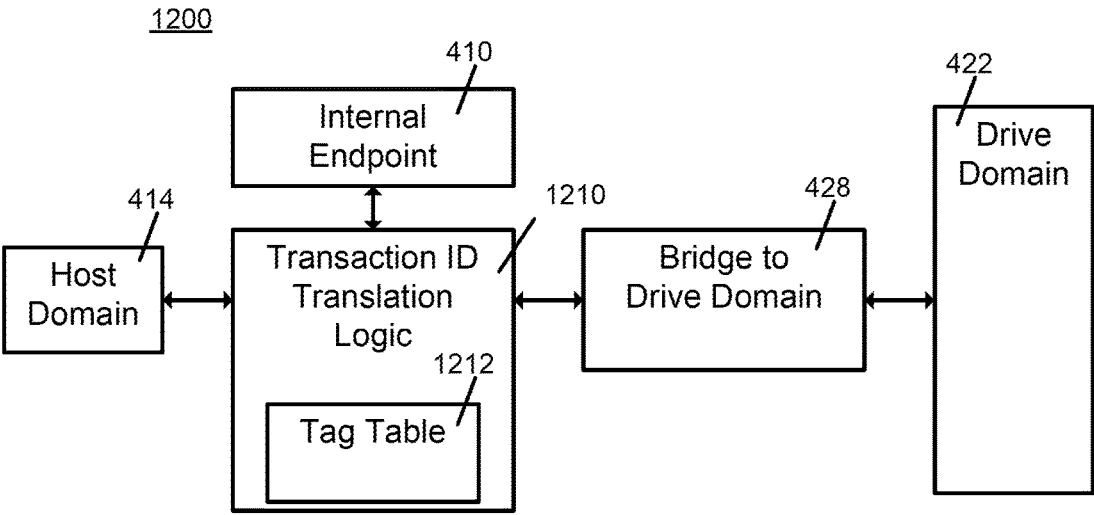 1200
410
Internal
Endpoint
422
Drive
Domain
414
Host
Domain
1210
Transaction ID
Translation
Logic
1212
Tag Table
428
Bridge to
Drive Domain